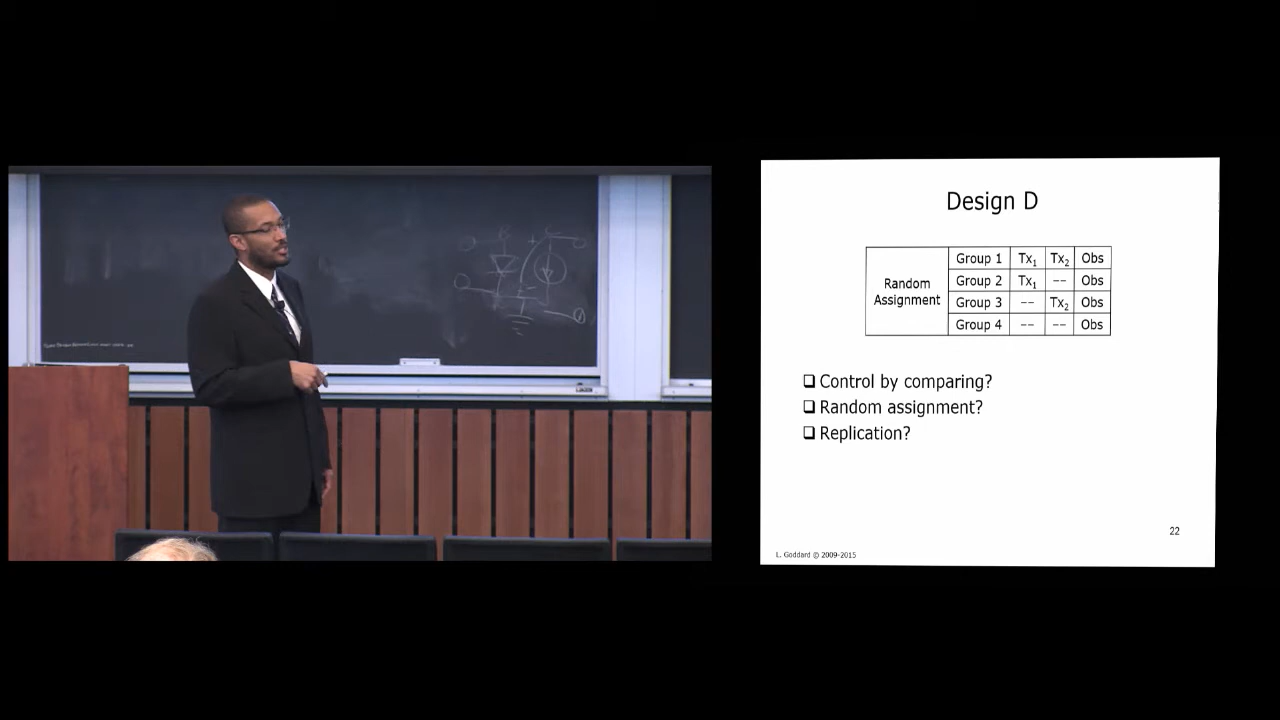 Design D
Random Assignment
Group 1 Tx₁ Tx₂ Obs
Group 2 Tx₁ -- Obs
Group 3 -- Tx₂ Obs
Group 4 -- -- Obs
Control by comparing?
Random assignment?
Replication?
22
L. Goddard © 2009-2015